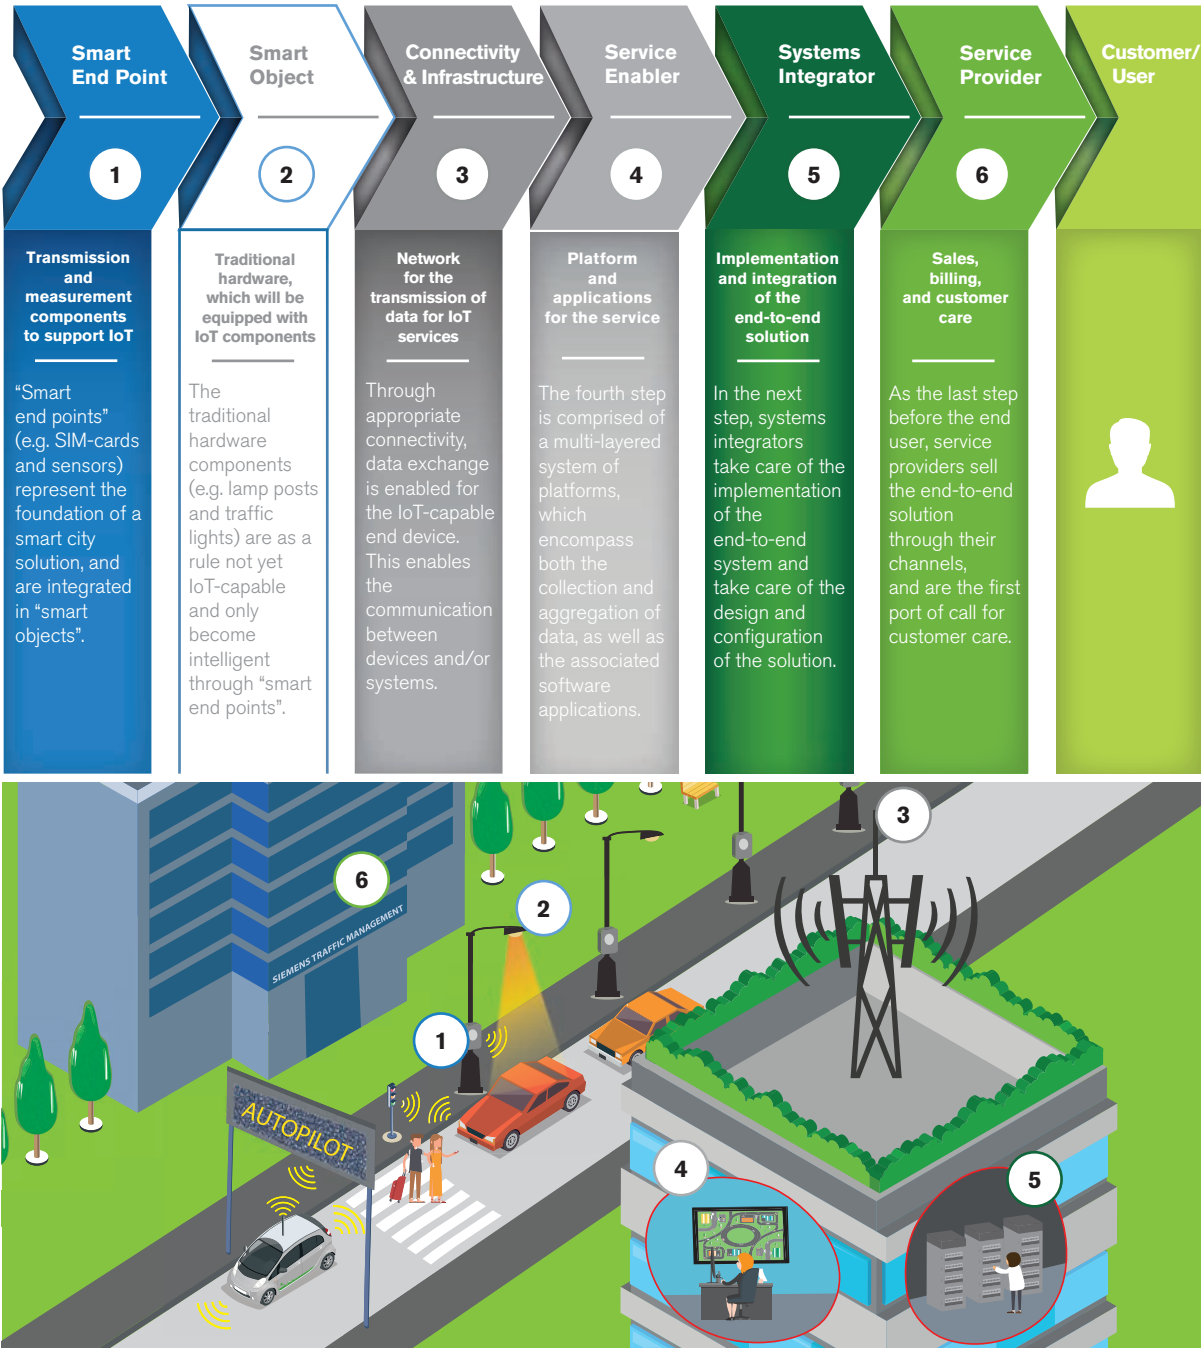 Smart
End Point
1
Transmission
and
measurement
components
to support IoT
“Smart
end points”
(e.g. SIM-cards
and sensors)
represent the
foundation of a
smart city
solution, and
are integrated
in “smart
objects”.
Smart
Object
2
Traditional
hardware,
which will be
equipped with
IoT components
The
traditional
hardware
components
(e.g. lamp posts
and traffic
lights) are as a
rule not yet
IoT-capable
and only
become
intelligent
through “smart
end points”.
Connectivity
& Infrastructure
3
Network
for the
transmission of
data for IoT
services
Through
appropriate
connectivity,
data exchange
is enabled for
the IoT-capable
end device.
This enables
the
communication
between
devices and/or
systems.
Service
Enabler
4
Platform
and
applications
for the service
The fourth step
is comprised of
a multi-layered
system of
platforms,
which
encompass
both the
collection and
aggregation of
data, as well as
the associated
software
applications.
Systems
Integrator
5
Implementation
and integration
of the
end-to-end
solution
In the next
step, systems
integrators
take care of the
implementation
of the
end-to-end
system and
take care of the
design and
configuration
of the solution.
Service
Provider
6
Sales,
billing,
and customer
care
As the last step
before the end
user, service
providers sell
the end-to-end
solution
through their
channels,
and are the first
port of call for
customer care.
Customer/
User
3
6
2
SIEMENS TRAFFIC MANAGEMENT
1
AUTOPILOT
4
5